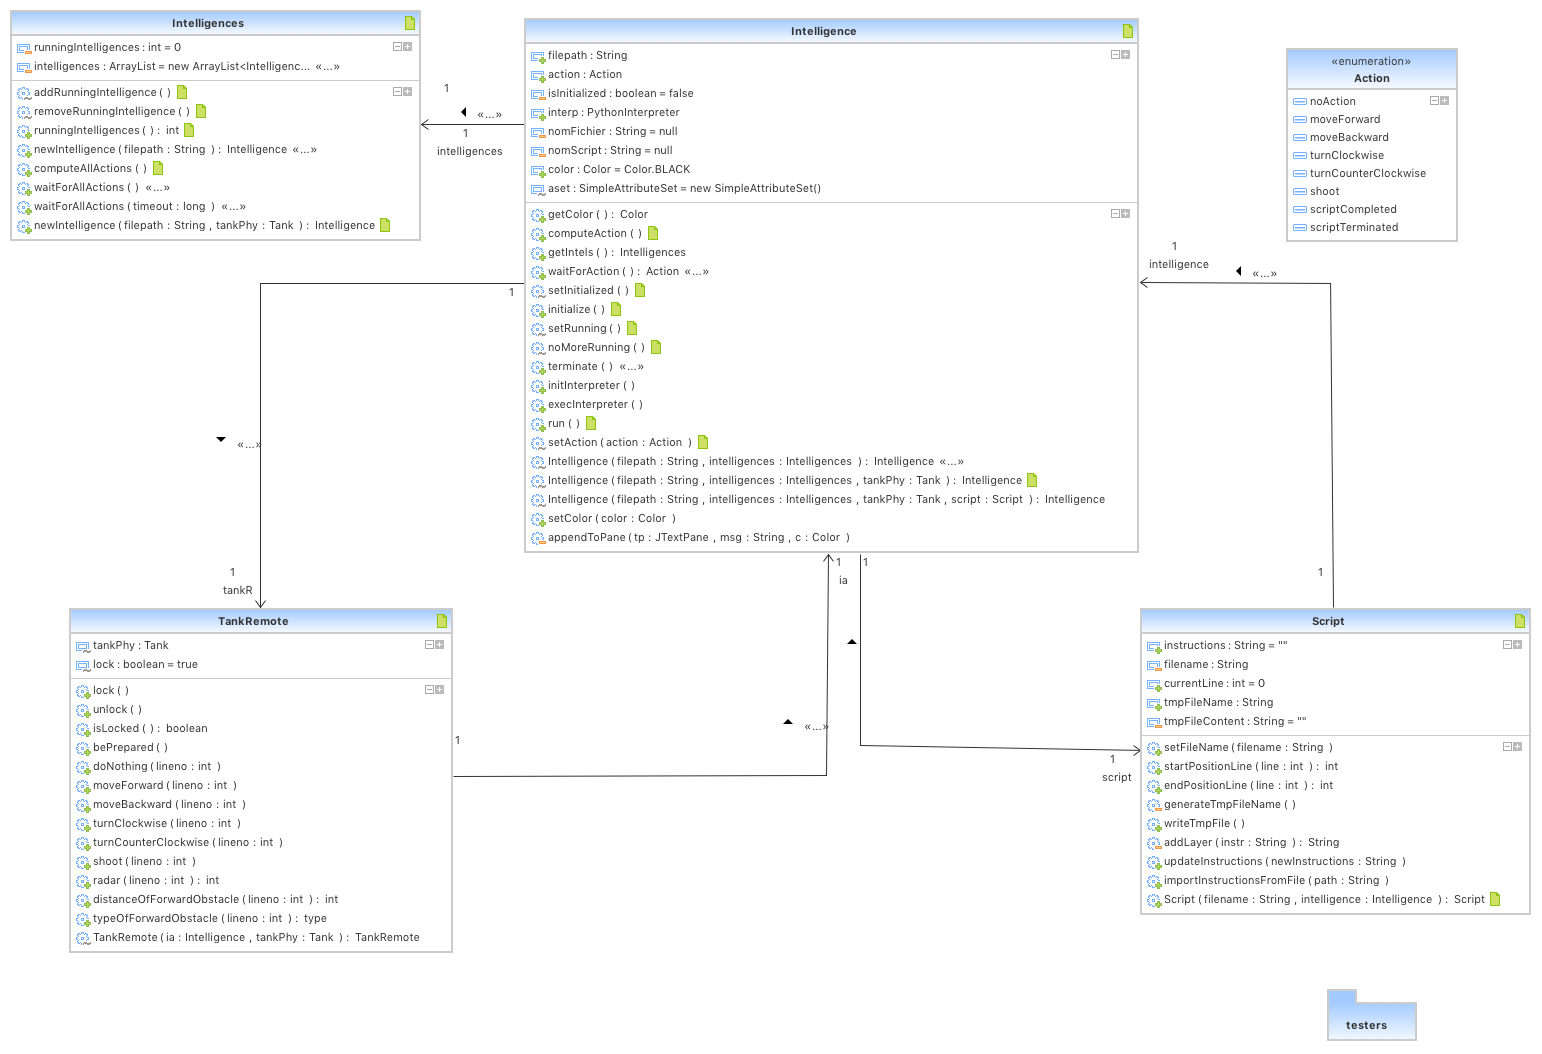 Intelligences
runningIntelligences : int = 0
intelligences : ArrayList = new ArrayList<Intelligenc... «...»
addRunningIntelligence ( )
removeRunningIntelligence ( )
runningIntelligences ( ) : int
newIntelligence ( filepath : String ) : Intelligence «...»
computeAllActions ( )
waitForAllActions ( ) «...»
waitForAllActions ( timeout : long ) «...»
newIntelligence ( filepath : String , tankPhy : Tank ) : Intelligence
1
«...»
1
intelligences
Intelligence
filepath : String
action : Action
isInitialized : boolean = false
interp : PythonInterpreter
nomFichier : String = null
nomScript : String = null
color : Color = Color.BLACK
aset : SimpleAttributeSet = new SimpleAttributeSet()
getColor ( ) : Color
computeAction ( )
getIntels ( ) : Intelligences
waitForAction ( ) : Action «...»
setInitialized ( )
initialize ( )
setRunning ( )
noMoreRunning ( )
terminate ( ) «...»
initInterpreter ( )
execInterpreter ( )
run ( )
setAction ( action : Action )
Intelligence ( filepath : String , intelligences : Intelligences ) : Intelligence «...»
Intelligence ( filepath : String , intelligences : Intelligences , tankPhy : Tank ) : Intelligence
Intelligence ( filepath : String , intelligences : Intelligences , tankPhy : Tank , script : Script ) : Intelligence
setColor ( color : Color )
appendToPane ( tp : JTextPane , msg : String , c : Color )
«enumeration»
Action
noAction
moveForward
moveBackward
turnClockwise
turnCounterClockwise
shoot
scriptCompleted
scriptTerminated
1
intelligence
«...»
1
1
«...»
1
tankR
1
ia
1
«...»
1
1
script
TankRemote
tankPhy : Tank
lock : boolean = true
lock ( )
unlock ( )
isLocked ( ) : boolean
bePrepared ( )
doNothing ( lineno : int )
moveForward ( lineno : int )
moveBackward ( lineno : int )
turnClockwise ( lineno : int )
turnCounterClockwise ( lineno : int )
shoot ( lineno : int )
radar ( lineno : int ) : int
distanceOfForwardObstacle ( lineno : int ) : int
typeOfForwardObstacle ( lineno : int ) : type
TankRemote ( ia : Intelligence , tankPhy : Tank ) : TankRemote
Script
instructions : String = ""
filename : String
currentLine : int = 0
tmpFileName : String
tmpFileContent : String = ""
setFileName ( filename : String )
startPositionLine ( line : int ) : int
endPositionLine ( line : int ) : int
generateTmpFileName ( )
writeTmpFile ( )
addLayer ( instr : String ) : String
updateInstructions ( newInstructions : String )
importInstructionsFromFile ( path : String )
Script ( filename : String , intelligence : Intelligence ) : Script
testers